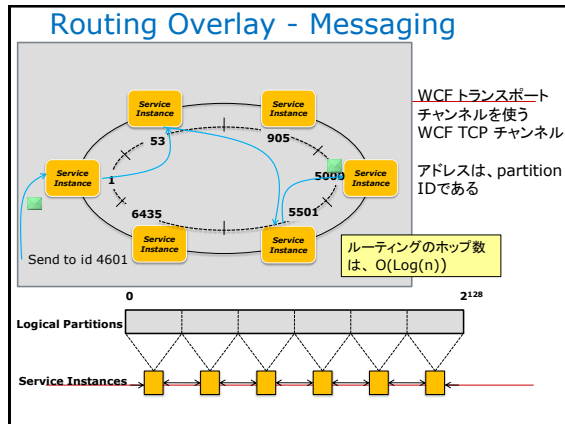 Routing Overlay - Messaging
Service
Instance
Service
Instance
WCF トランスポート
チャンネルを使う
WCF TCP チャンネル
53
905
Service
Instance
1
5000
Service
Instance
アドレスは、partition
IDである
6435
5501
Service
Instance
Service
Instance
Send to id 4601
ルーティングのホップ数
は、O(Log(n))
0
2¹²⁸
Logical Partitions
Service Instances